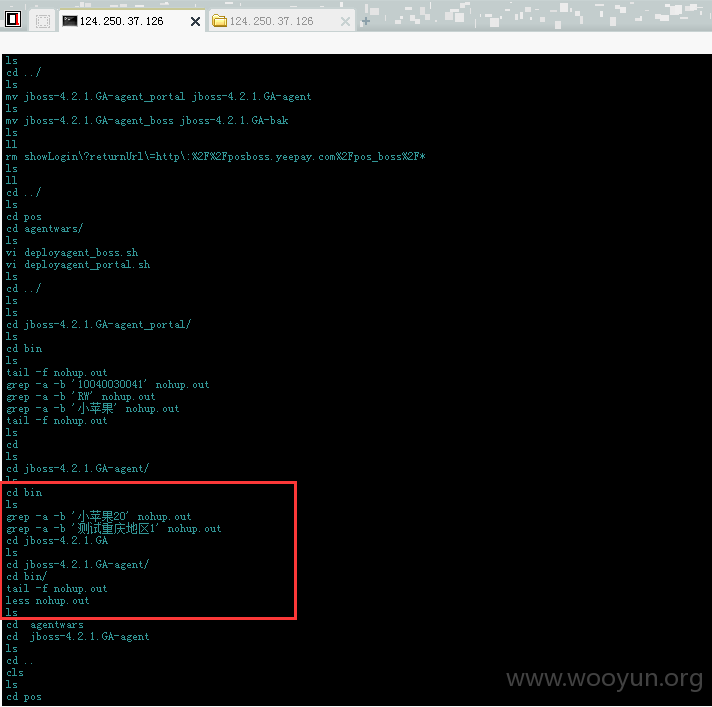 124.250.37.126 124.250.37.126
ls
cd ../
ls
mv jboss-4.2.1.GA-agent_portal jboss-4.2.1.GA-agent
ls
mv jboss-4.2.1.GA-agent_boss jboss-4.2.1.GA-bak
ls
ll
rm showLogin\?returnUrl\=http\:%2F%2Fposboss.yeepay.com%2Fpos_boss%2F*
ls
ll
cd ../
ls
cd pos
cd agentwars/
ls
vi deployagent_boss.sh
vi deployagent_portal.sh
ls
cd ../
ls
ls
cd jboss-4.2.1.GA-agent_portal/
ls
cd bin
ls
tail -f nohup.out
grep -a -b '10040030041' nohup.out
grep -a -b 'RW' nohup.out
grep -a -b '小苹果' nohup.out
tail -f nohup.out
ls
cd
ls
cd jboss-4.2.1.GA-agent/
ls
cd bin
ls
grep -a -b '小苹果20' nohup.out
grep -a -b '测试重庆地区1' nohup.out
cd jboss-4.2.1.GA
ls
cd jboss-4.2.1.GA-agent/
cd bin/
tail -f nohup.out
less nohup.out
ls
cd  agentwars
cd  jboss-4.2.1.GA-agent
ls
cd ..
cls
ls
cd pos
www.wooyun.org